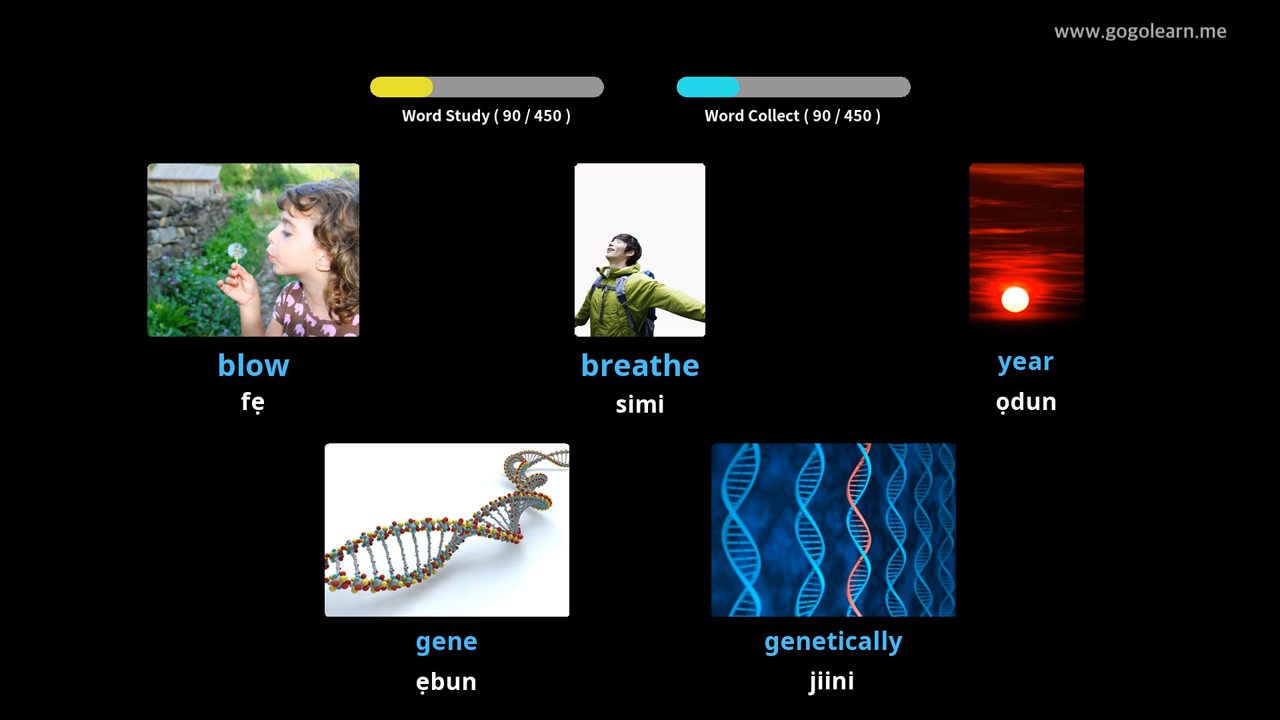 www.gogolearn.me
Word Study ( 90 / 450 )
Word Collect ( 90 / 450 )
blow
fẹ
breathe
simi
year
ọdun
gene
ẹbun
genetically
jiini